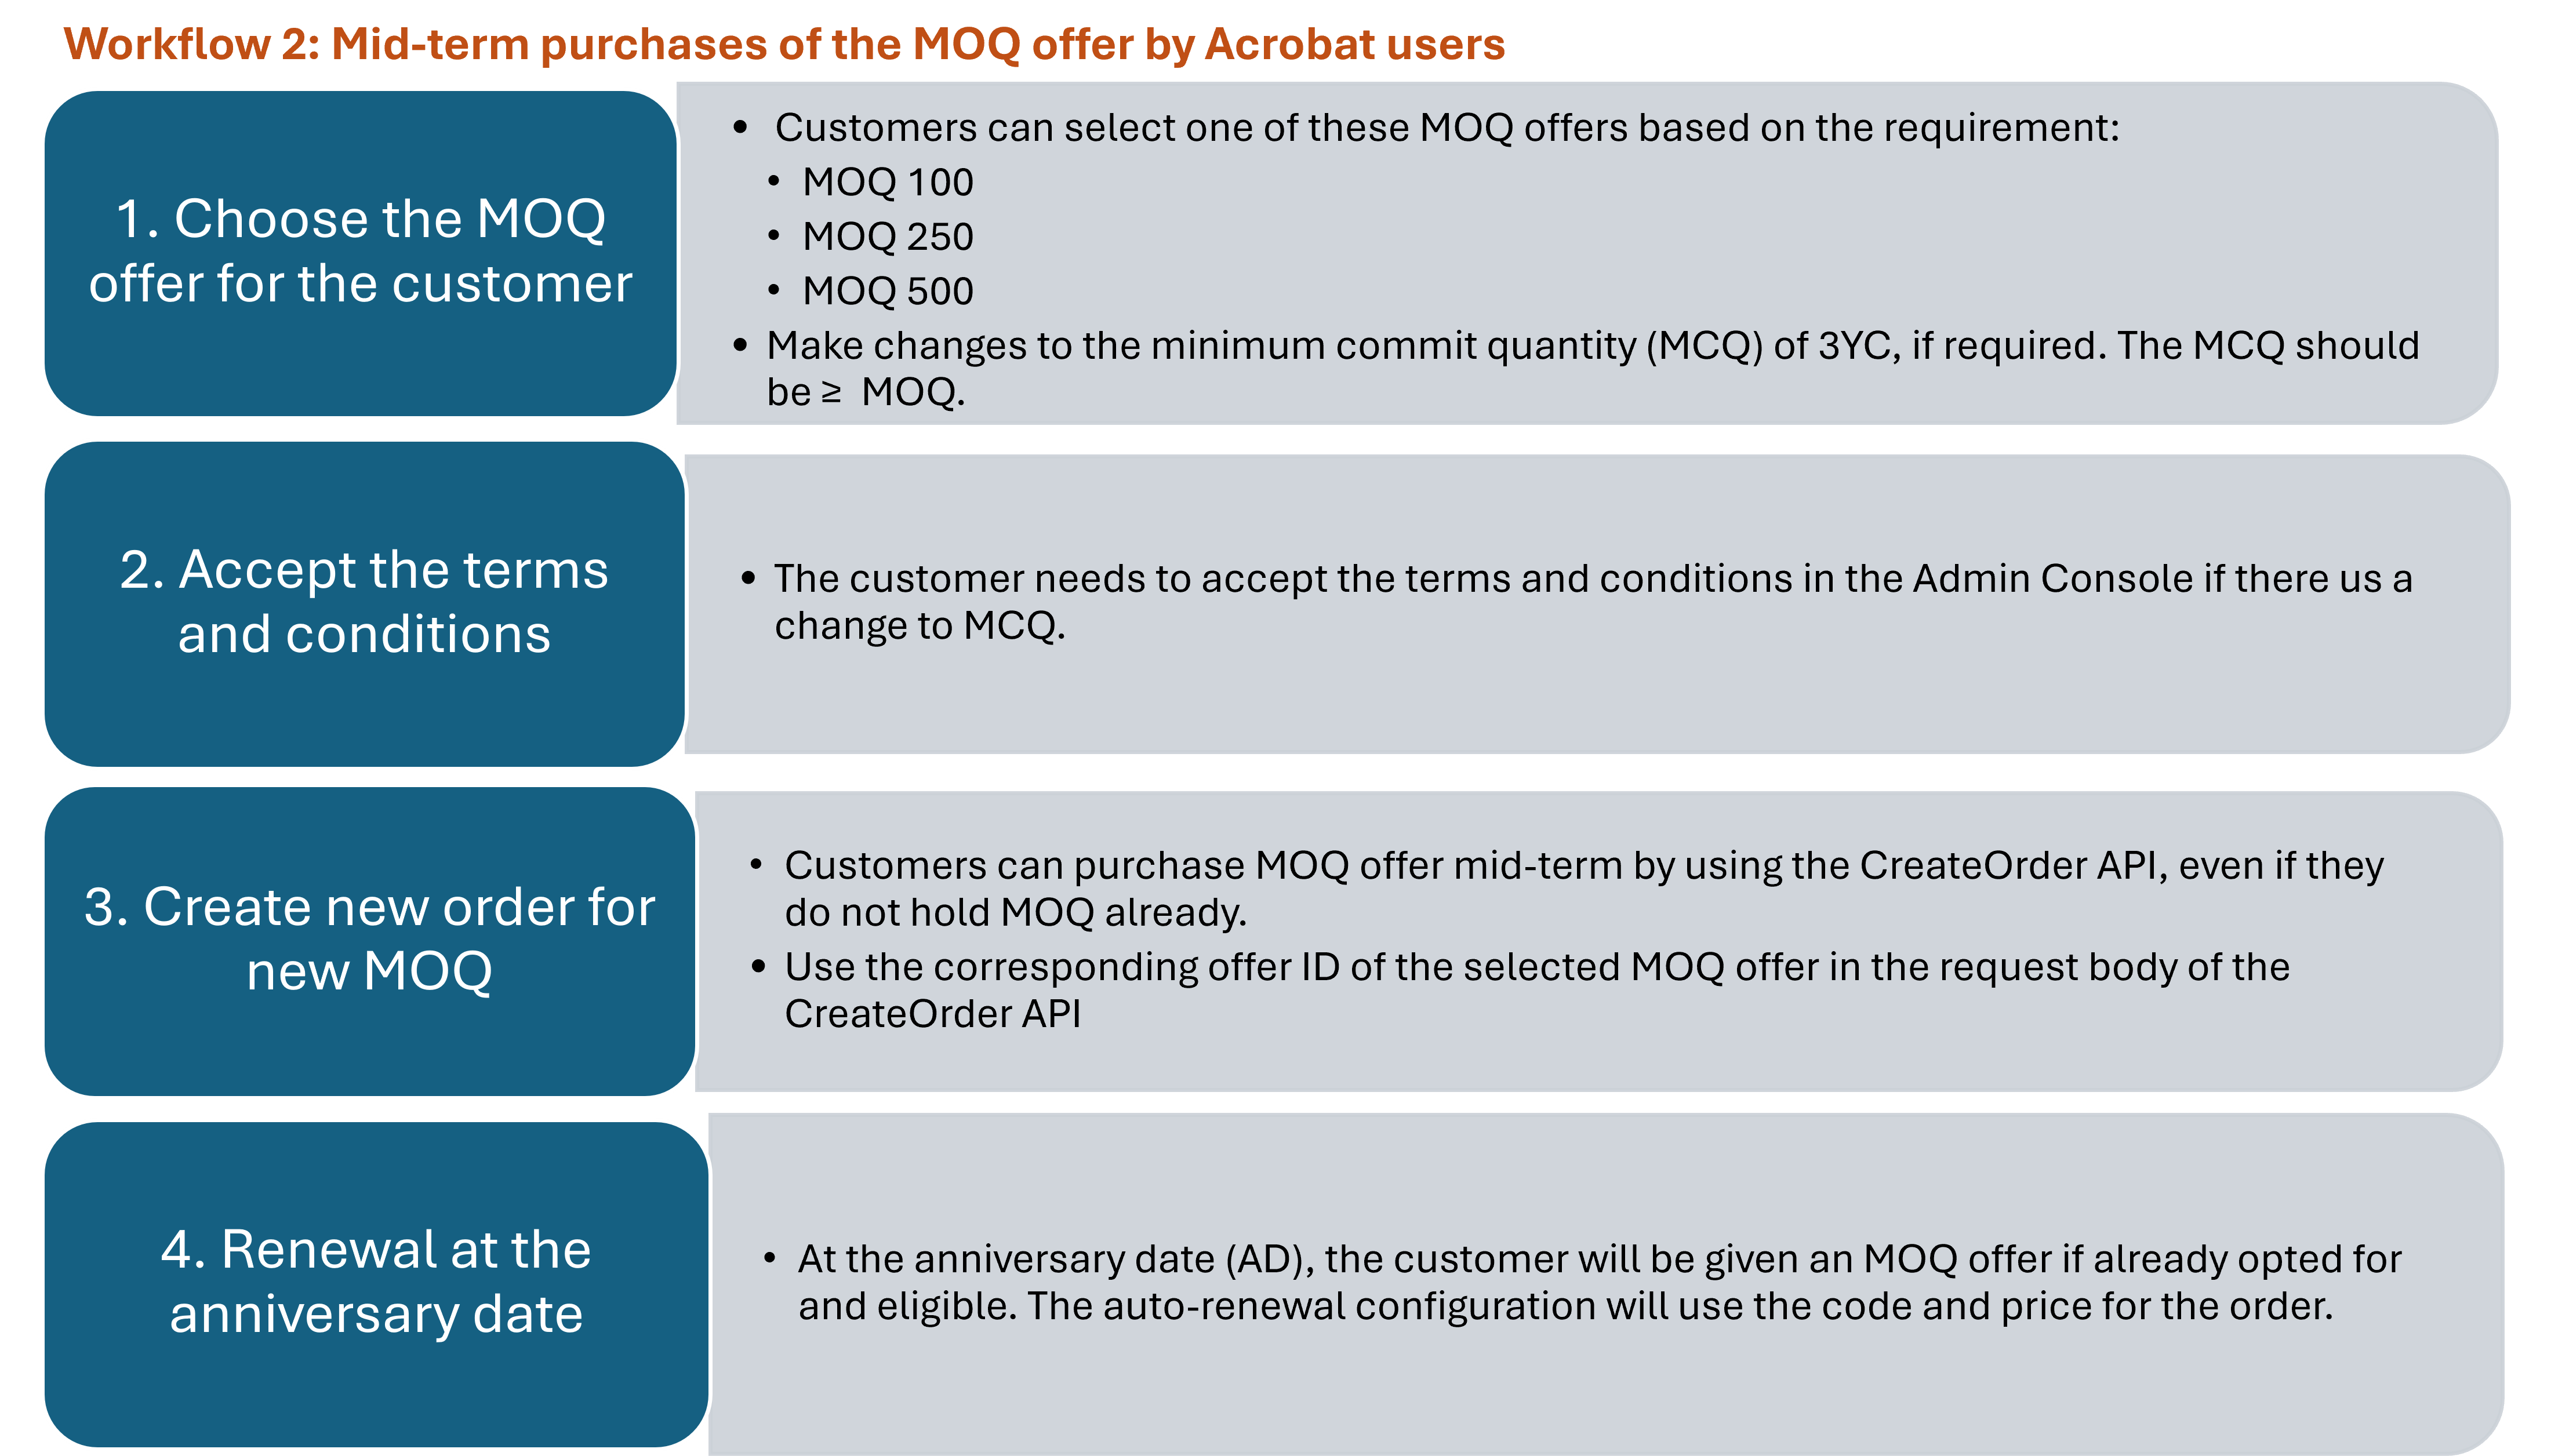 Workflow 2: Mid-term purchases of the MOQ offer by Acrobat users
1. Choose the MOQ
offer for the customer
• Customers can select one of these MOQ offers based on the requirement:
• MOQ 100
• MOQ 250
• MOQ 500
• Make changes to the minimum commit quantity (MCQ) of 3YC, if required. The MCQ should
be ≥ MOQ.
2. Accept the terms
and conditions
• The customer needs to accept the terms and conditions in the Admin Console if there us a
change to MCQ.
3. Create new order for
new MOQ
• Customers can purchase MOQ offer mid-term by using the CreateOrder API, even if they
do not hold MOQ already.
• Use the corresponding offer ID of the selected MOQ offer in the request body of the
CreateOrder API
4. Renewal at the
anniversary date
• At the anniversary date (AD), the customer will be given an MOQ offer if already opted for
and eligible. The auto-renewal configuration will use the code and price for the order.